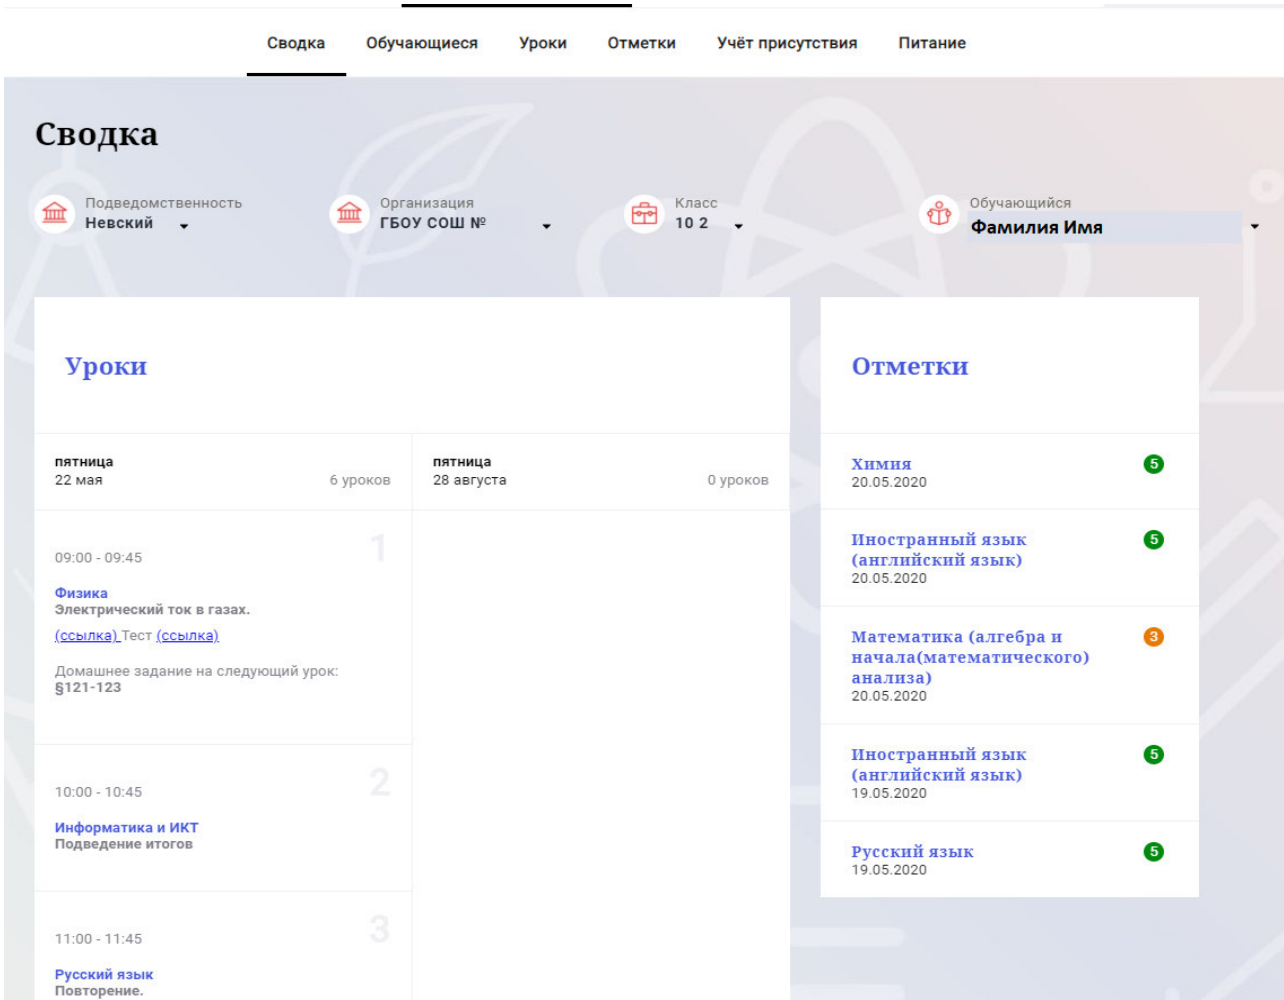 Сводка Обучающиеся Уроки Отметки Учёт присутствия Питание
Сводка
Подведомственность
Невский
Организация
ГБОУ СОШ №
Класс
10 2
Обучающийся
Фамилия Имя
Уроки
пятница
22 мая
6 уроков
пятница
28 августа
0 уроков
1
09:00 - 09:45
Физика
Электрический ток в газах.
(ссылка) Тест (ссылка)
Домашнее задание на следующий урок:
§121-123
2
10:00 - 10:45
Информатика и ИКТ
Подведение итогов
3
11:00 - 11:45
Русский язык
Повторение.
Отметки
Химия
5
20.05.2020
Иностранный язык
5
(английский язык)
20.05.2020
Математика (алгебра и
3
начала(математического)
анализа)
20.05.2020
Иностранный язык
5
(английский язык)
19.05.2020
Русский язык
5
19.05.2020